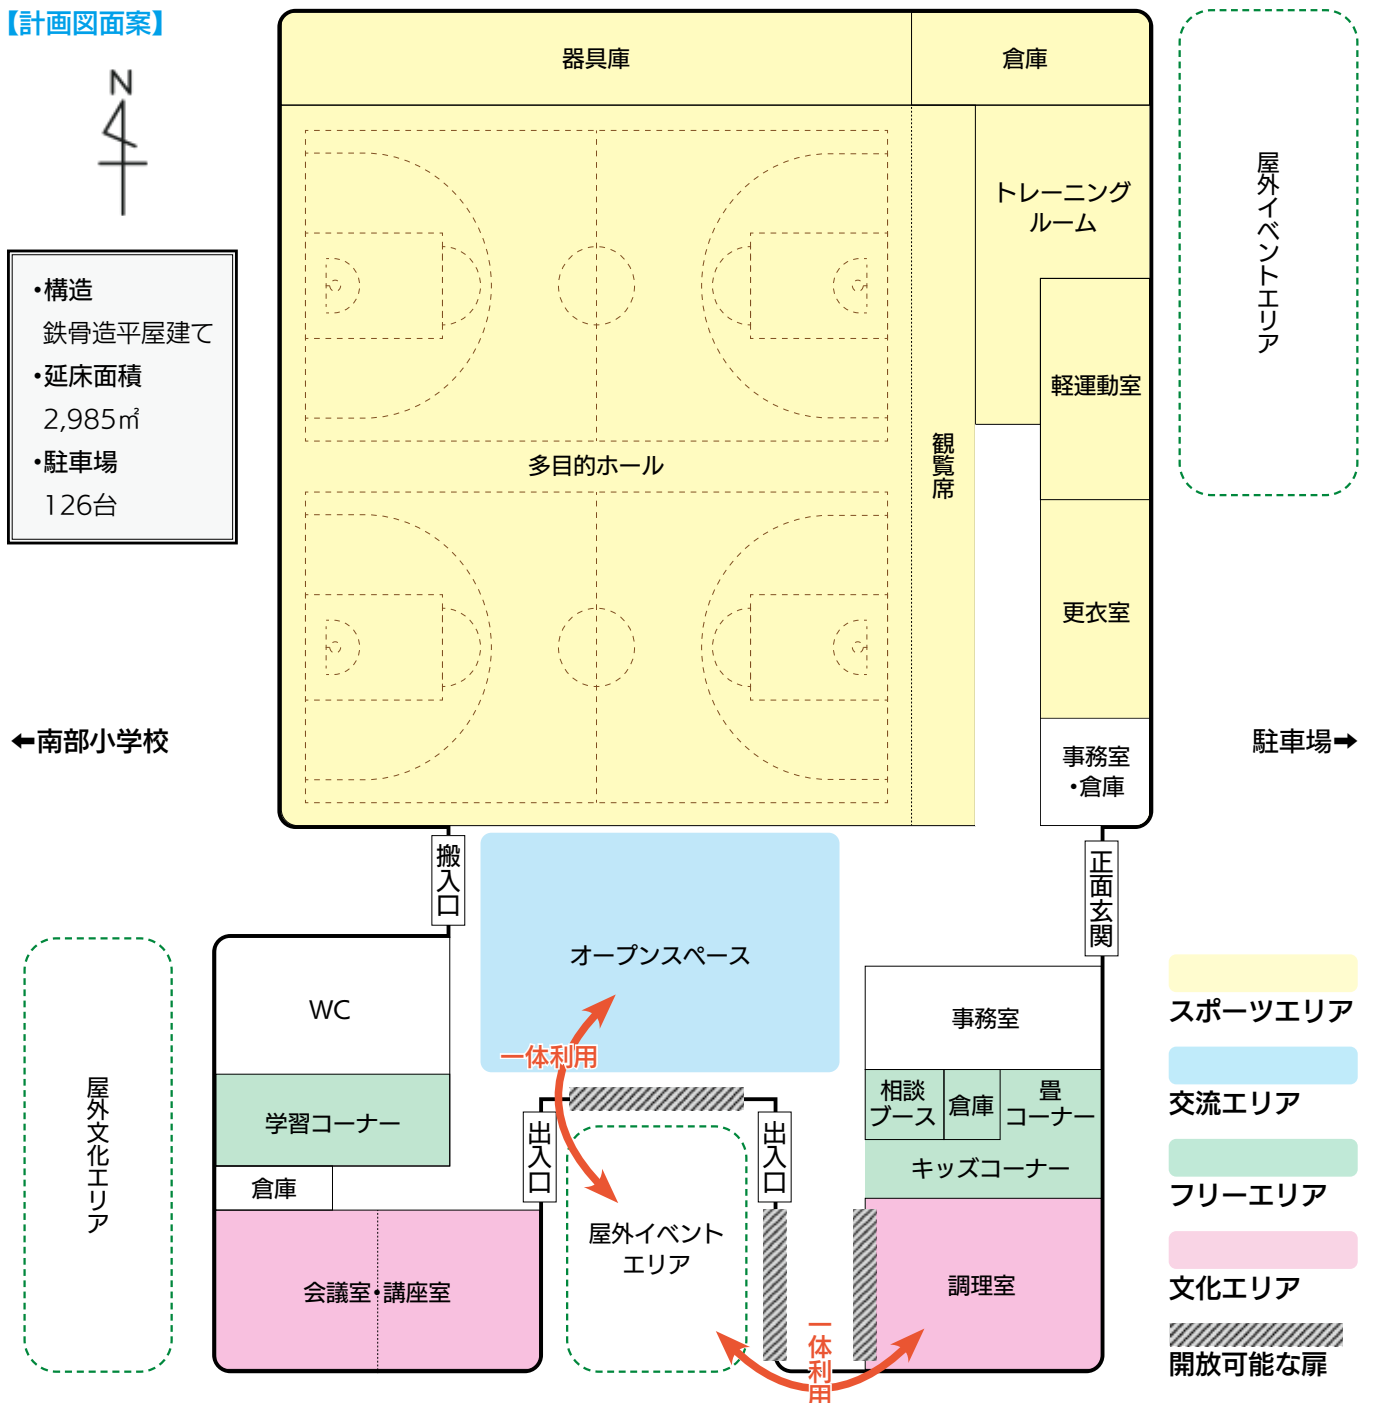 【計画図面案】
N
・構造
鉄骨造平屋建て
・延床面積
2,985㎡
・駐車場
126台
器具庫
倉庫
トレーニング
ルーム
軽運動室
観覧席
多目的ホール
更衣室
事務室
・倉庫
屋外イベントエリア
←南部小学校
駐車場→
搬入口
正面玄関
オープンスペース
一体利用
WC
学習コーナー
倉庫
会議室・講座室
屋外文化エリア
出入口
出入口
屋外イベント
エリア
事務室
相談
ブース
倉庫
畳
コーナー
キッズコーナー
調理室
一体利用
スポーツエリア
交流エリア
フリーエリア
文化エリア
開放可能な扉